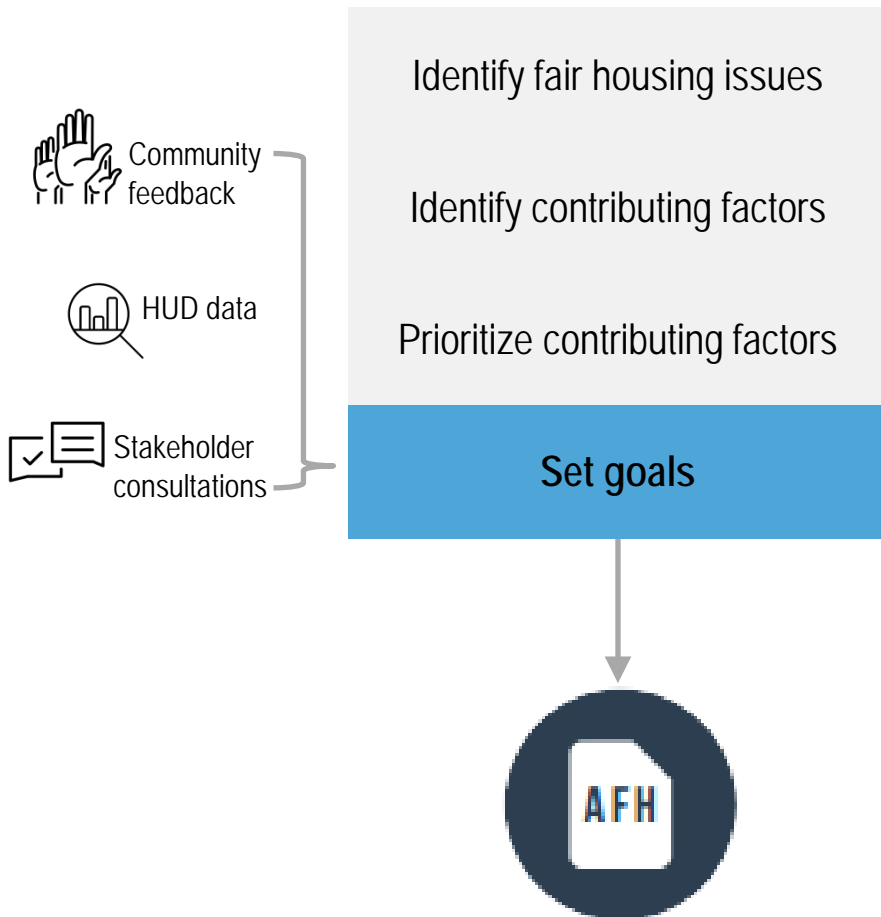 Identify fair housing issues
Community
feedback
Identify contributing factors
HUD data
Prioritize contributing factors
Stakeholder
consultations
Set goals
AFH